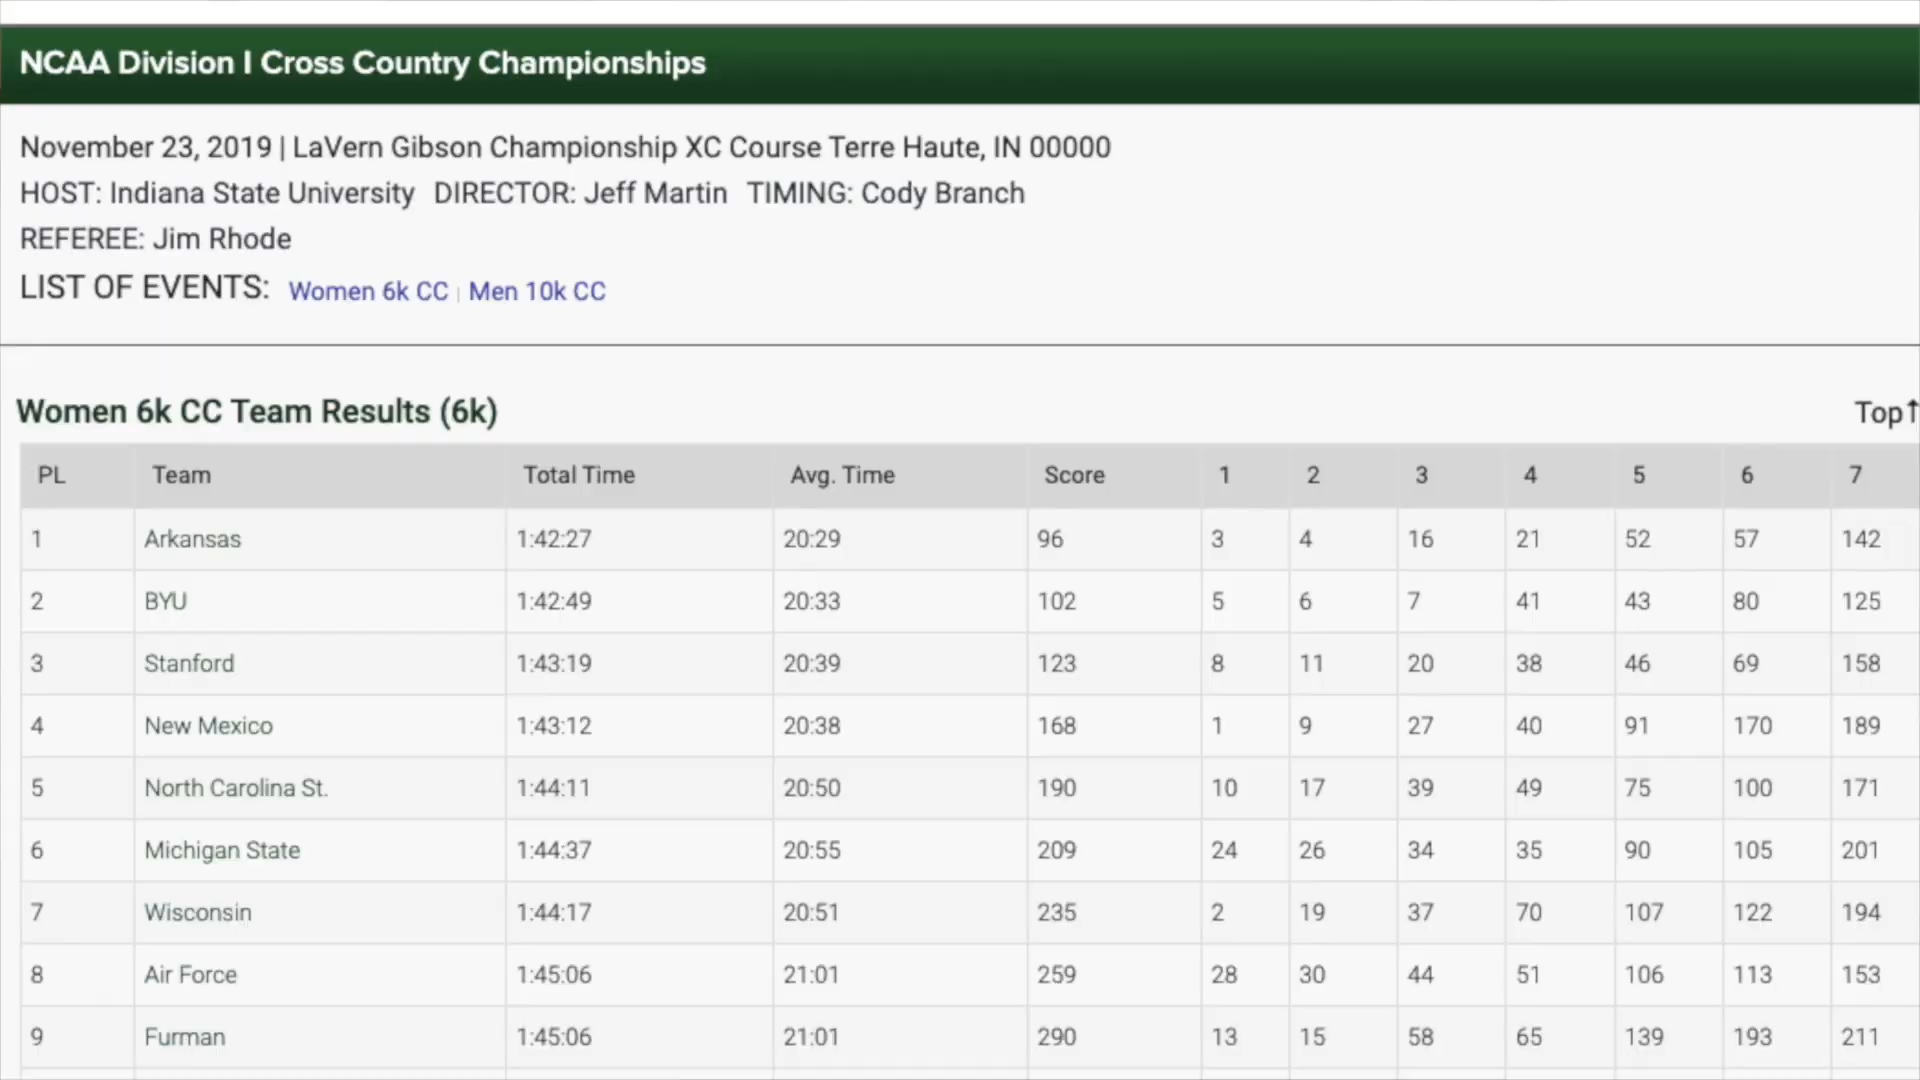 NCAA Division I Cross Country Championships
November 23, 2019 | LaVern Gibson Championship XC Course Terre Haute, IN 00000
HOST: Indiana State University DIRECTOR: Jeff Martin TIMING: Cody Branch
REFEREE: Jim Rhode
LIST OF EVENTS: Women 6k CC | Men 10k CC
Women 6k CC Team Results (6k) Top↑
PL Team Total Time Avg. Time Score 1 2 3 4 5 6 7
1 Arkansas 1:42:27 20:29 96 3 4 16 21 52 57 142
2 BYU 1:42:49 20:33 102 5 6 7 41 43 80 125
3 Stanford 1:43:19 20:39 123 8 11 20 38 46 69 158
4 New Mexico 1:43:12 20:38 168 1 9 27 40 91 170 189
5 North Carolina St. 1:44:11 20:50 190 10 17 39 49 75 100 171
6 Michigan State 1:44:37 20:55 209 24 26 34 35 90 105 201
7 Wisconsin 1:44:17 20:51 235 2 19 37 70 107 122 194
8 Air Force 1:45:06 21:01 259 28 30 44 51 106 113 153
9 Furman 1:45:06 21:01 290 13 15 58 65 139 193 211